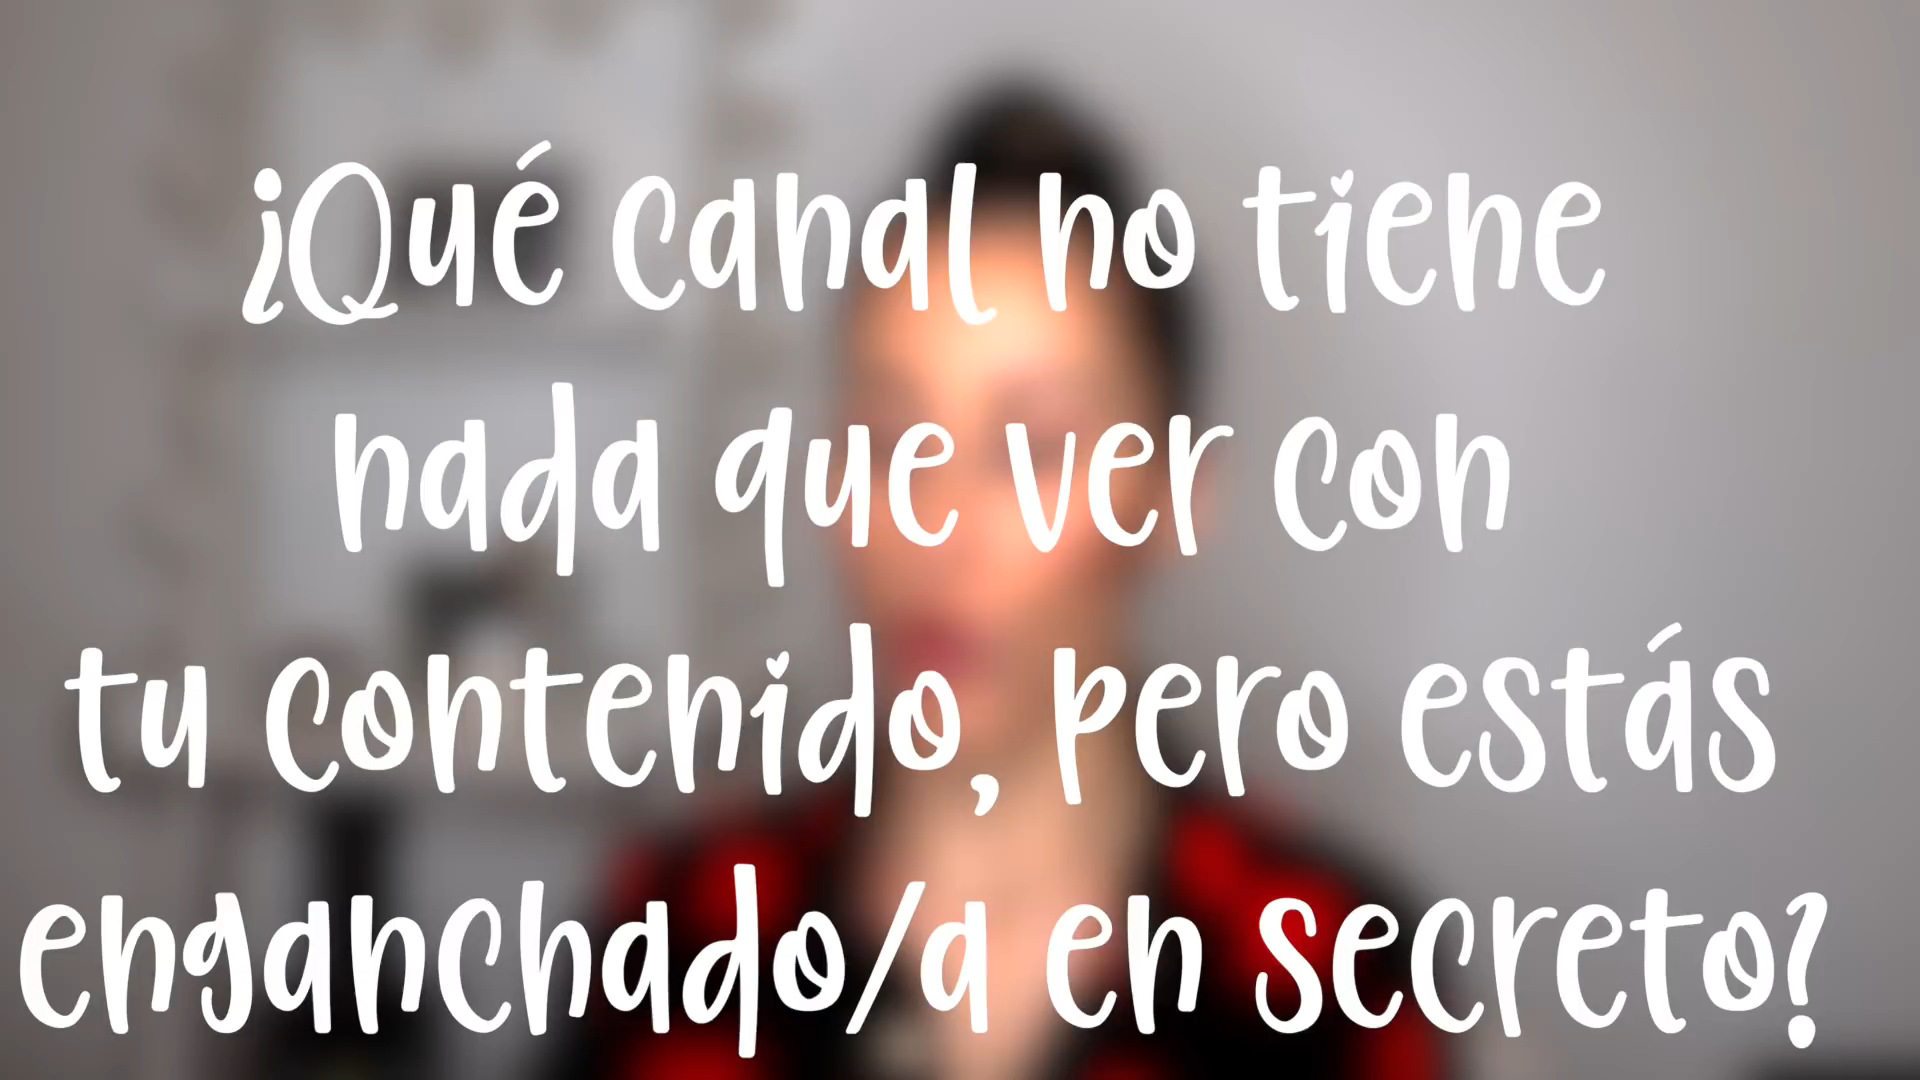 ¿Qué canal no tiene
nada que ver con
tu contenido, pero estás
enganchado/a en secreto?